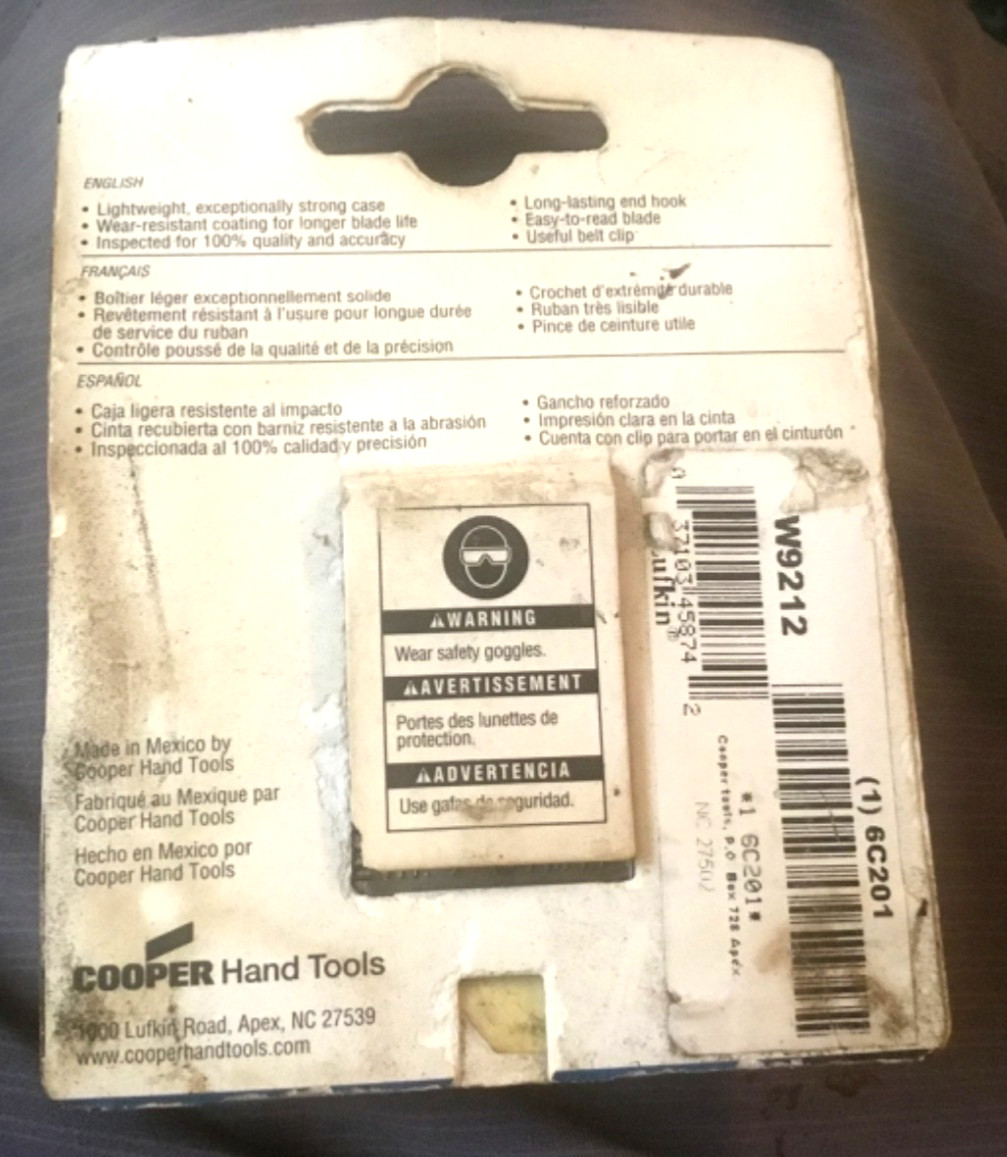 ENGLISH
• Lightweight, exceptionally strong case
• Wear-resistant coating for longer blade life
• Inspected for 100% quality and accuracy
• Long-lasting end hook
• Easy-to-read blade
• Useful belt clip
FRANÇAIS
• Boîtier léger exceptionnellement solide
• Revêtement résistant à l'usure pour longue durée
de service du ruban
• Contrôle poussé de la qualité et de la précision
• Crochet d'extrémité durable
• Ruban très lisible
• Pince de ceinture utile
ESPAÑOL
• Caja ligera resistente al impacto
• Cinta recubierta con barniz resistente a la abrasión
• Inspeccionada al 100% calidad y precisión
• Gancho reforzado
• Impresión clara en la cinta
• Cuenta con clip para portar en el cinturón
⚠WARNING
Wear safety goggles.
⚠AVERTISSEMENT
Portes des lunettes de
protection.
⚠ADVERTENCIA
Use gafas de seguridad.
Made in Mexico by
Cooper Hand Tools
Fabriqué au Mexique par
Cooper Hand Tools
Hecho en Mexico por
Cooper Hand Tools
COOPER Hand Tools
Lufkin Road, Apex, NC 27539
www.cooperhandtools.com
W9212
37103 45874 2
ufkin®
(1) 6C201
*1 6C201*
Cooper tools, P.O Box 728 Apex
NC 27502